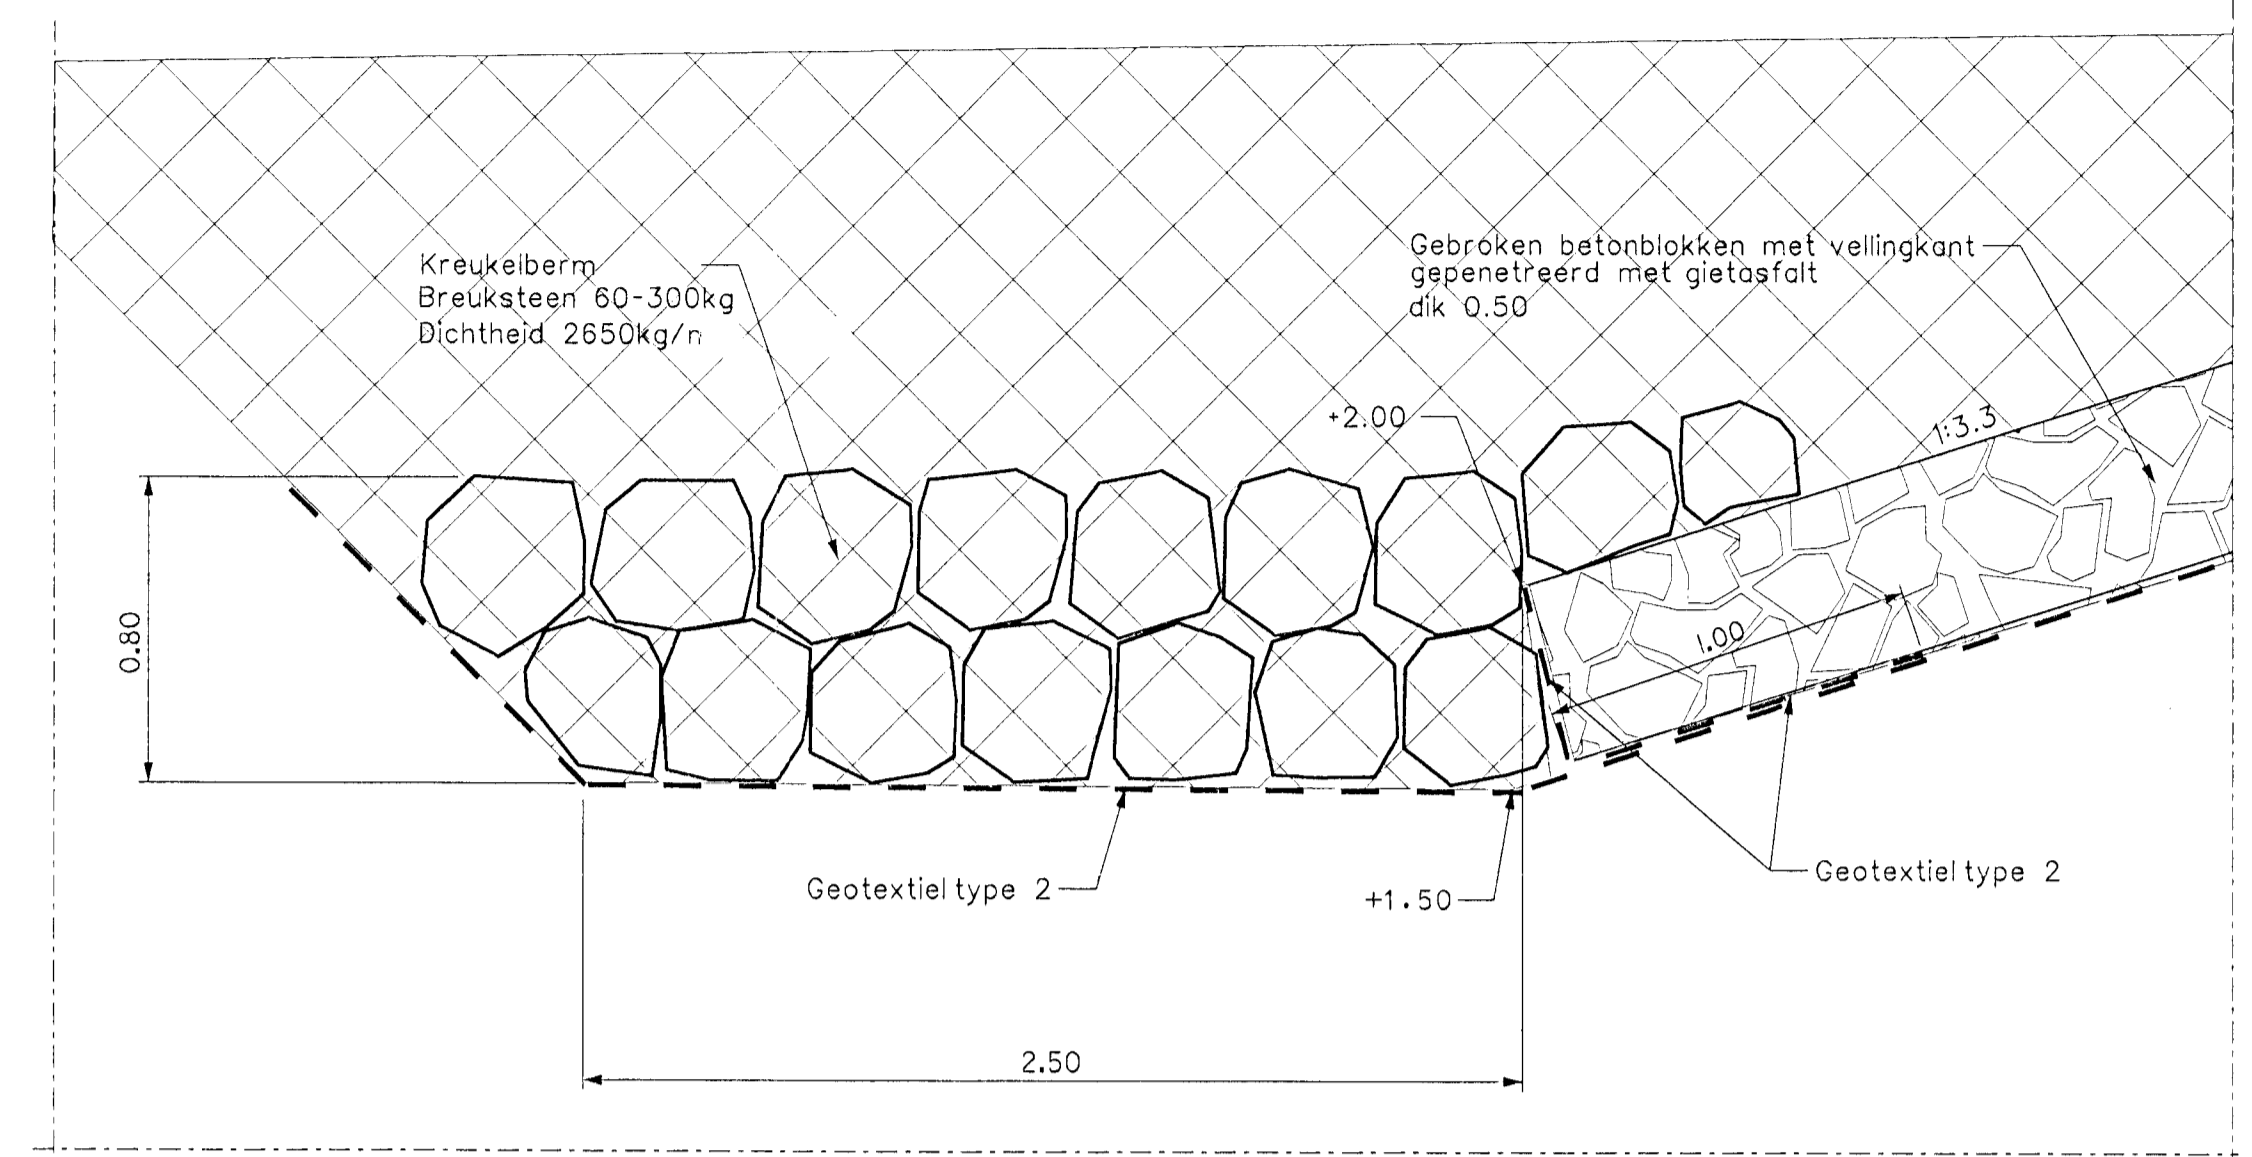 Gebroken betonblokken met vellingkant
gepenetreerd met gietasfalt
dik 0.50
Kreukelberm
Breuksteen 60-300kg
Dichtheid 2650kg/
+2.00
1:3.3
0.80
1.00
Geotextiel type 2
+1.50
Geotextiel type 2
2.50